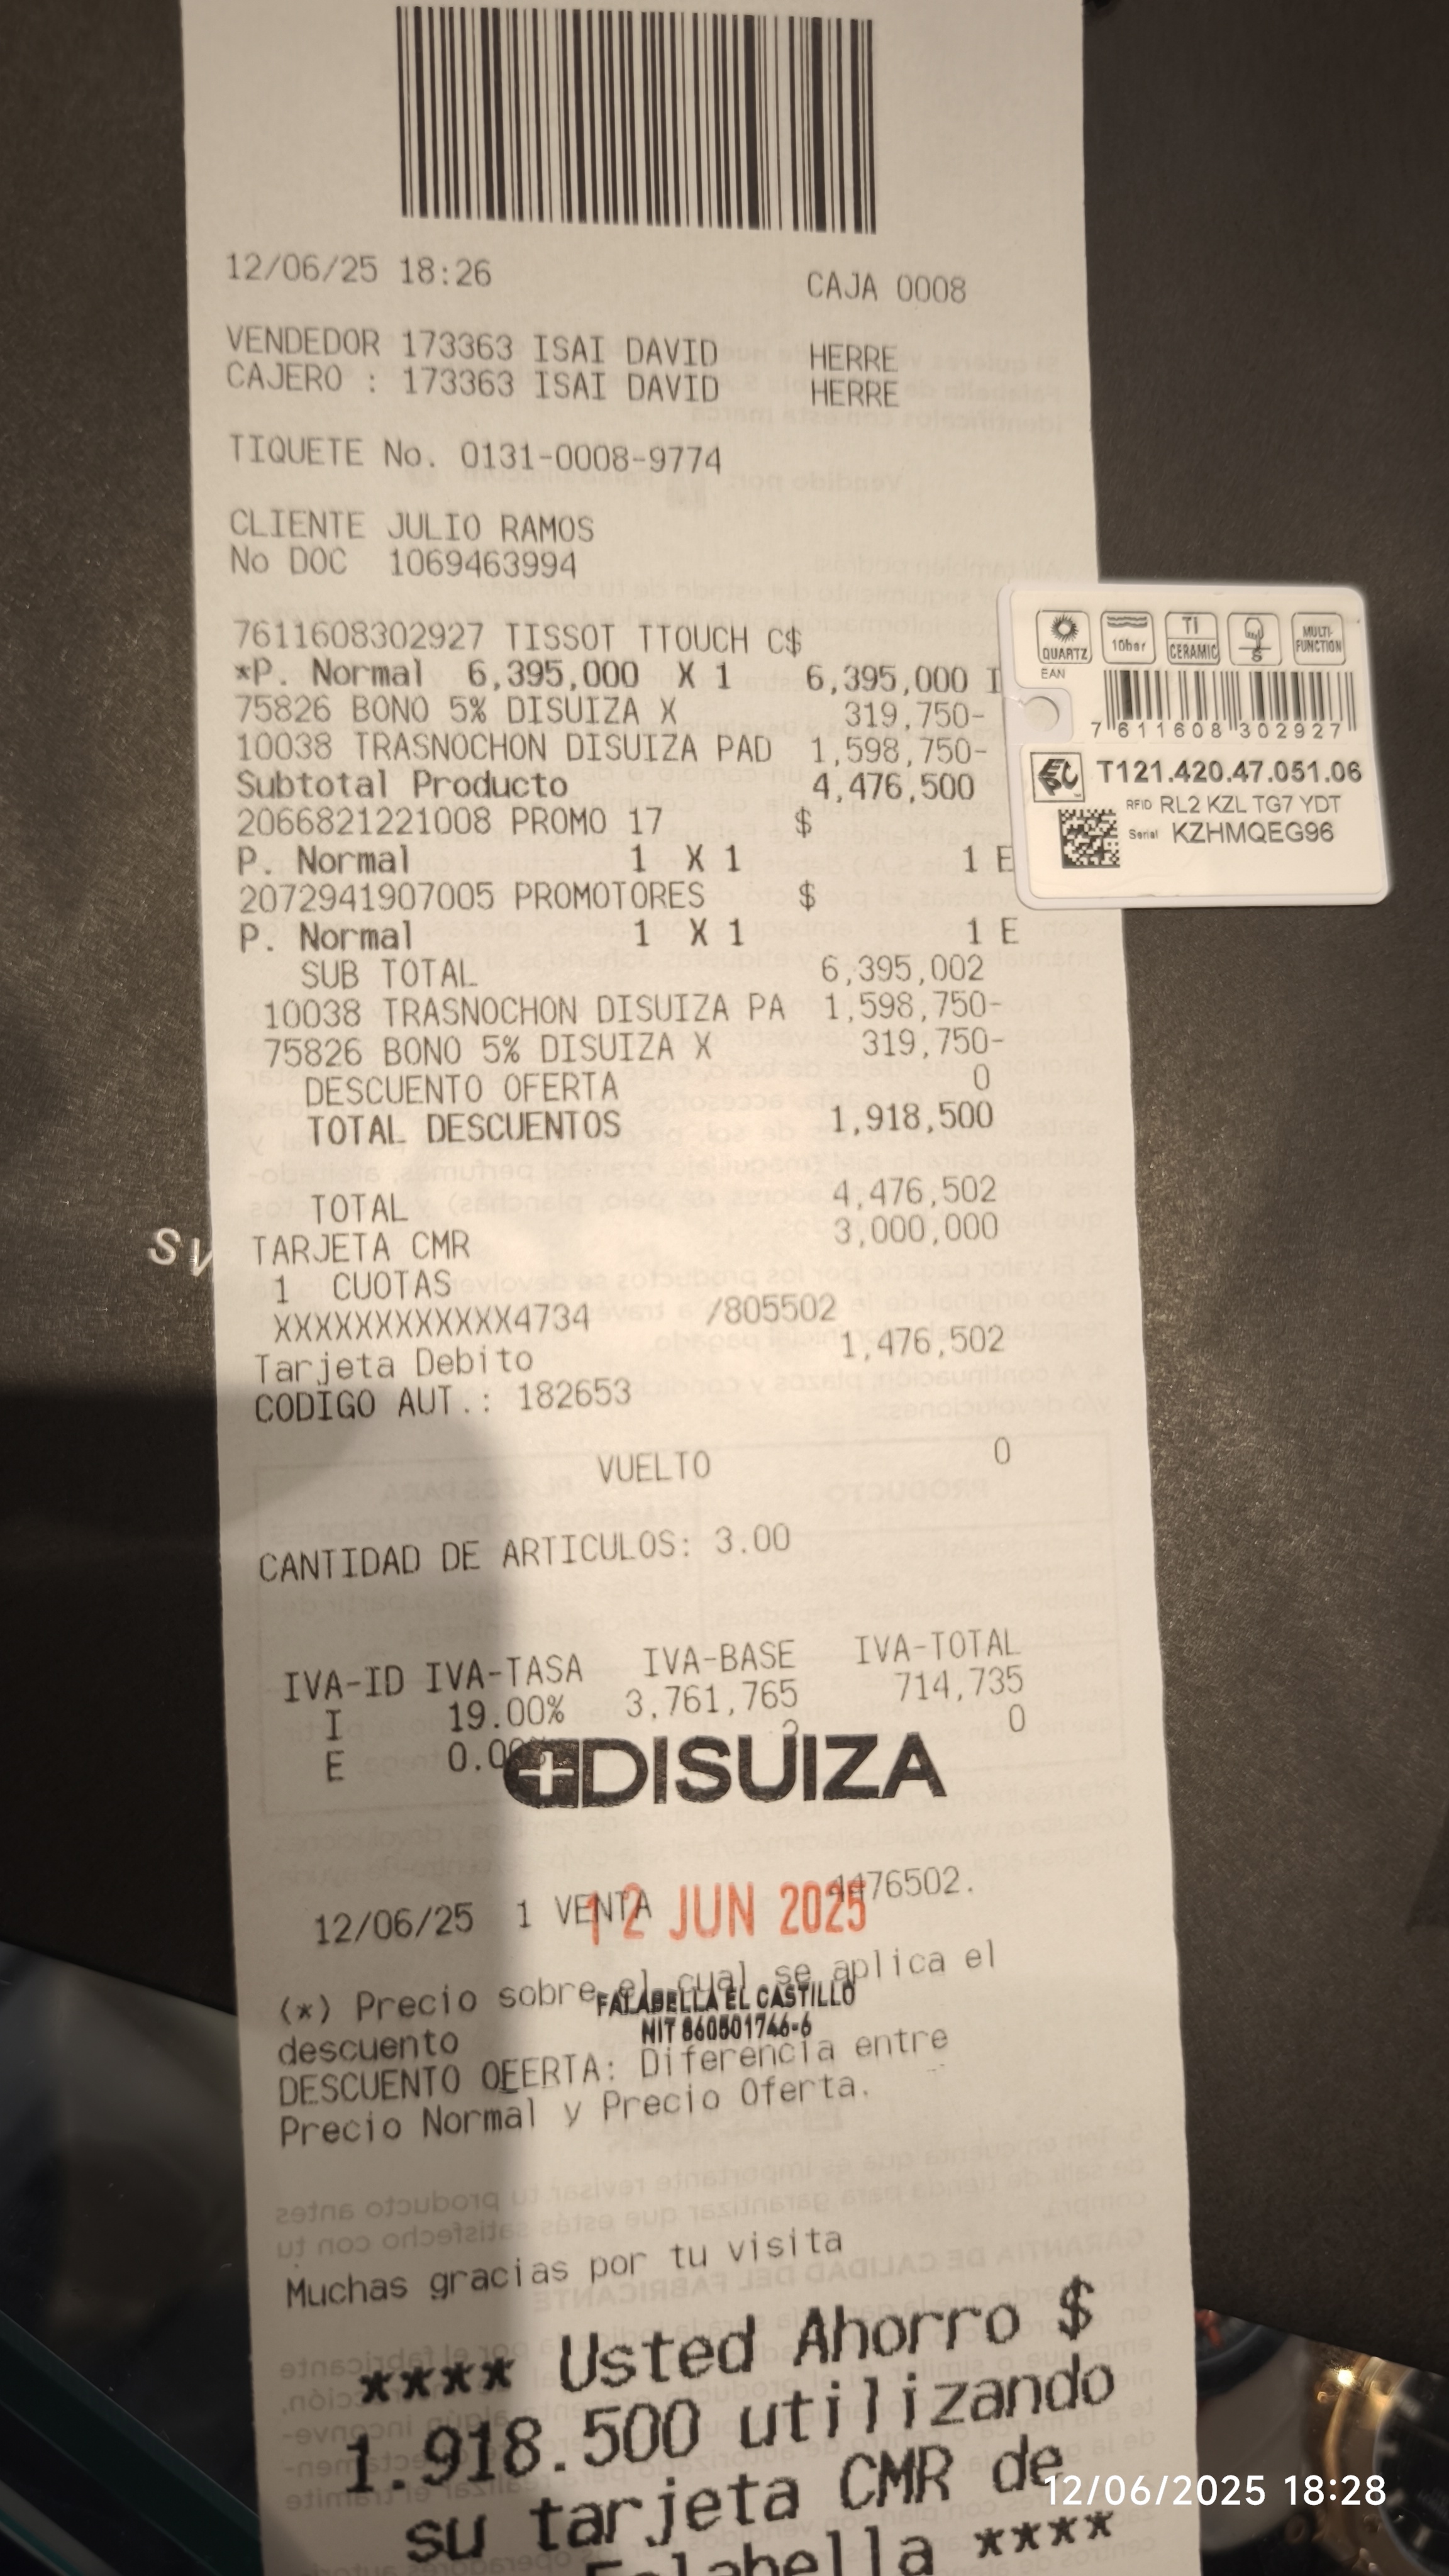 12/06/25 18:26 CAJA 0008
VENDEDOR 173363 ISAI DAVID HERRE
CAJERO : 173363 ISAI DAVID HERRE
TIQUETE No. 0131-0008-9774
CLIENTE JULIO RAMOS
No DOC 1069463994
7611608302927 TISSOT TTOUCH C$
*P. Normal 6,395,000 X 1 6,395,000 I
75826 BONO 5% DISUIZA X 319,750-
10038 TRASNOCHON DISUIZA PAD 1,598,750-
Subtotal Producto 4,476,500
2066821221008 PROMO 17 $
P. Normal 1 X 1 1 E
2072941907005 PROMOTORES $
P. Normal 1 X 1 1 E
SUB TOTAL 6,395,002
10038 TRASNOCHON DISUIZA PA 1,598,750-
75826 BONO 5% DISUIZA X 319,750-
DESCUENTO OFERTA 0
TOTAL DESCUENTOS 1,918,500
TOTAL 4,476,502
TARJETA CMR 3,000,000
1 CUOTAS
XXXXXXXXXXXX4734 /805502
Tarjeta Debito 1,476,502
CODIGO AUT.: 182653
VUELTO 0
CANTIDAD DE ARTICULOS: 3.00
IVA-ID IVA-TASA IVA-BASE IVA-TOTAL
I 19.00% 3,761,765 714,735
E 0.00% 2 0
DISUIZA
12/06/25 1 VENTA 4476502.
12 JUN 2025
(*) Precio sobre el cual se aplica el
FALABELLA EL CASTILLO
NIT 860501746-6
descuento
DESCUENTO OFERTA: Diferencia entre
Precio Normal y Precio Oferta.
Muchas gracias por tu visita
**** Usted Ahorro $
1.918.500 utilizando
su tarjeta CMR de
Falabella ****
QUARTZ
10bar
Ti
CERAMIC
MULTI-
FUNCTION
EAN
7 611608 302927
T121.420.47.051.06
RFID RL2 KZL TG7 YDT
Serial KZHMQEG96
12/06/2025 18:28